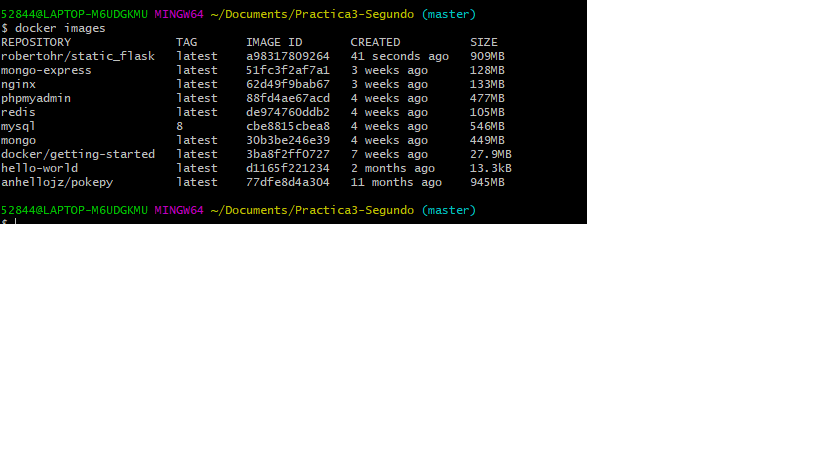 52844@LAPTOP-M6UDGKMU MINGW64 ~/Documents/Practica3-Segundo (master)
$ docker images
REPOSITORY TAG IMAGE ID CREATED SIZE
robertohr/static_flask latest a98317809264 41 seconds ago 909MB
mongo-express latest 51fc3f2af7a1 3 weeks ago 128MB
nginx latest 62d49f9bab67 3 weeks ago 133MB
phpmyadmin latest 88fd4ae67acd 4 weeks ago 477MB
redis latest de974760ddb2 4 weeks ago 105MB
mysql 8 cbe8815cbea8 4 weeks ago 546MB
mongo latest 30b3be246e39 4 weeks ago 449MB
docker/getting-started latest 3ba8f2ff0727 7 weeks ago 27.9MB
hello-world latest d1165f221234 2 months ago 13.3kB
anhellojz/pokepy latest 77dfe8d4a304 11 months ago 945MB
52844@LAPTOP-M6UDGKMU MINGW64 ~/Documents/Practica3-Segundo (master)
$